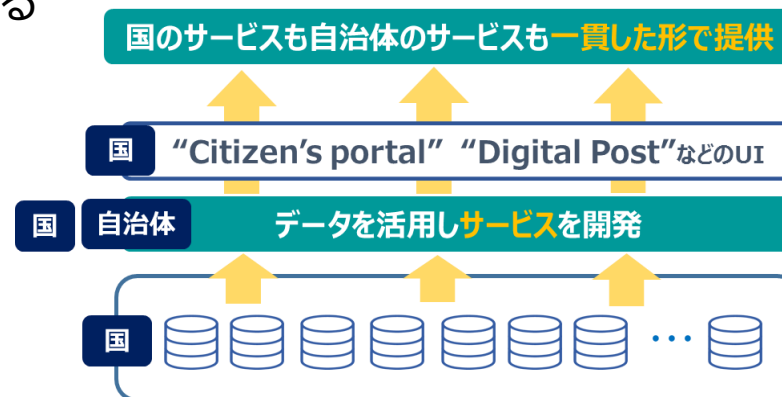 る
国のサービスも自治体のサービスも一貫した形で提供
国 “Citizen’s portal” “Digital Post”などのUI
国 自治体 データを活用しサービスを開発
国 …